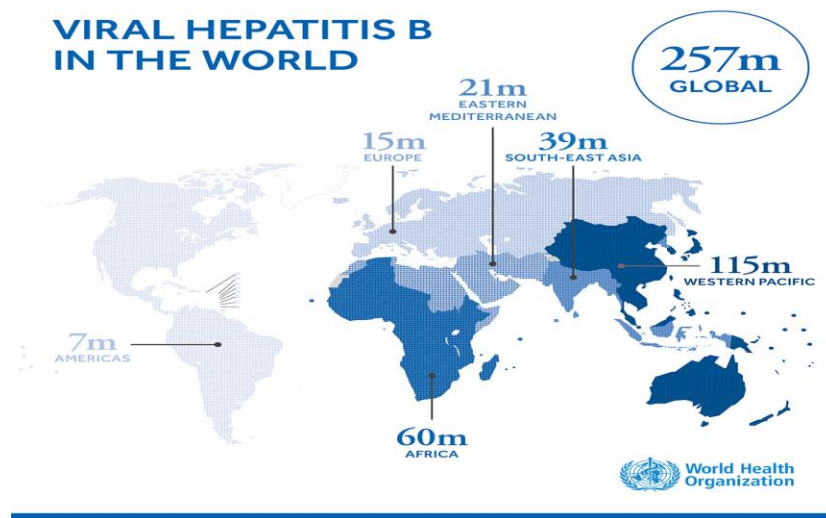 VIRAL HEPATITIS B
IN THE WORLD
257m
GLOBAL
21m
EASTERN
MEDITERRANEAN
15m
EUROPE
39m
SOUTH-EAST ASIA
115m
WESTERN PACIFIC
7m
AMERICAS
60m
AFRICA
World Health
Organization